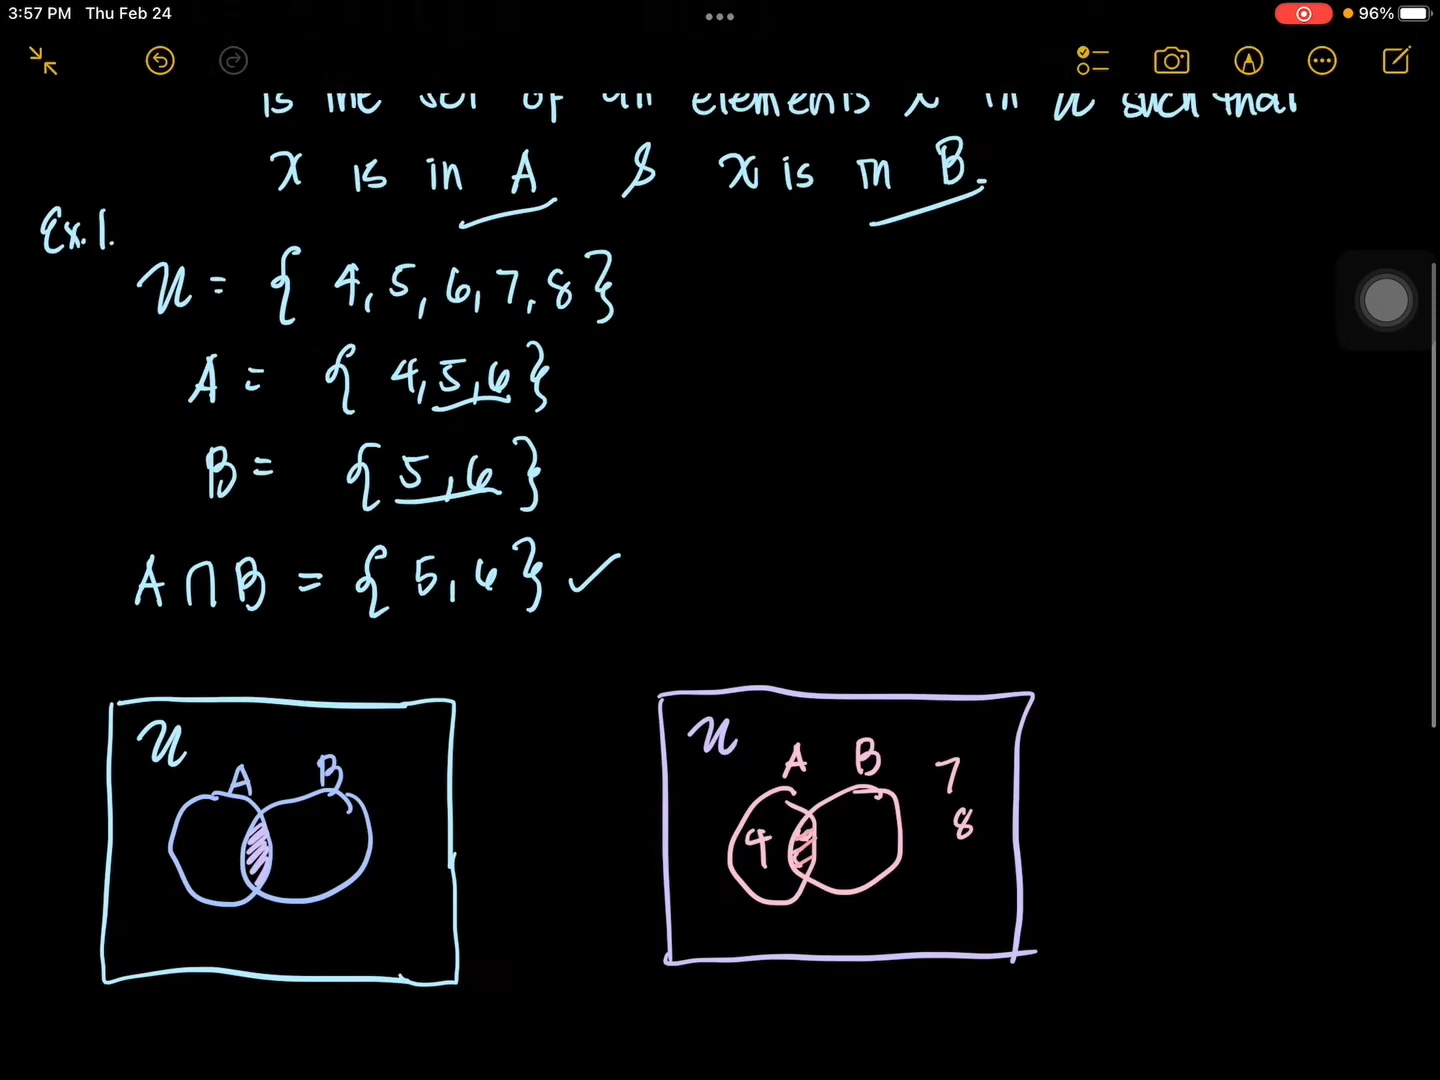 3:57 PM Thu Feb 24
96%
is the set of all elements x in U such that
x is in A & x is in B.
Ex. 1.
U = { 4, 5, 6, 7, 8 }
A = { 4, 5, 6 }
B = { 5, 6 }
A ∩ B = { 5, 6 } ✓
U
A B
U
A B
7
8
4